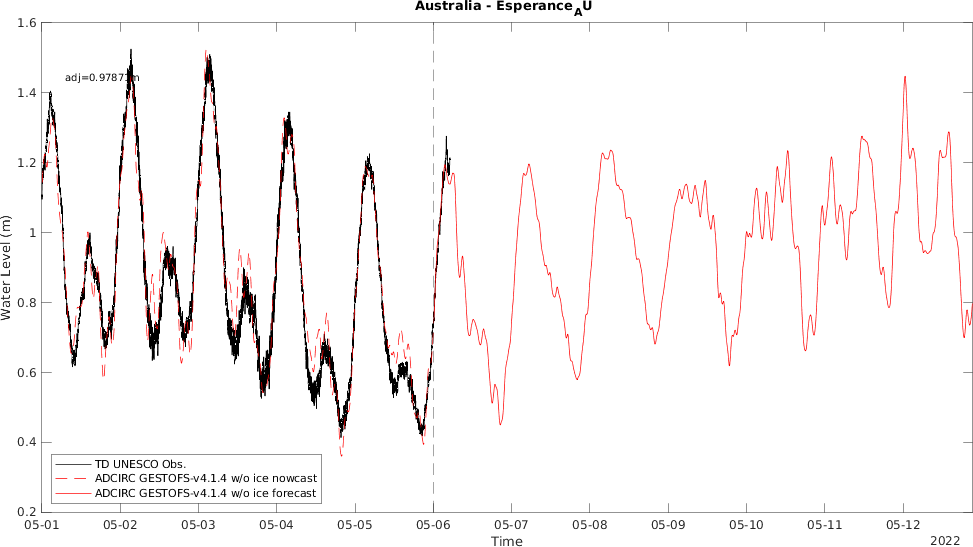 Australia - Esperance_AU
1.6
adj=0.97871m
1.4
1.2
1
0.8
0.6
0.4
0.2
Water Level (m)
TD UNESCO Obs.
ADCIRC GESTOFS-v4.1.4 w/o ice nowcast
ADCIRC GESTOFS-v4.1.4 w/o ice forecast
05-01 05-02 05-03 05-04 05-05 05-06 05-07 05-08 05-09 05-10 05-11 05-12
Time
2022